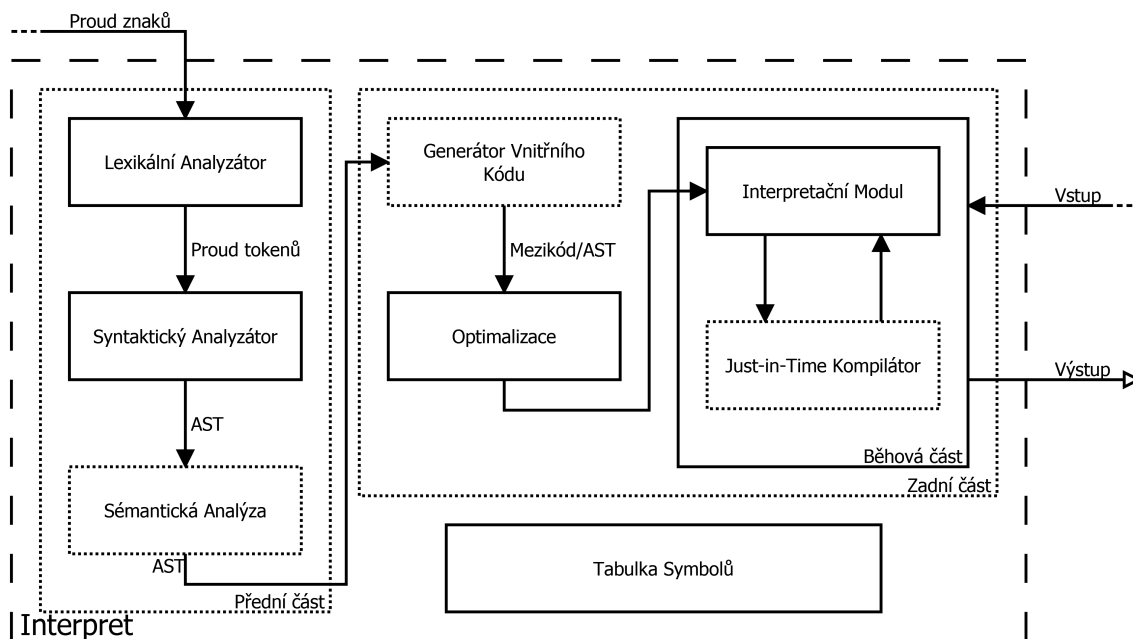 Proud znaků
Lexikální Analyzátor
Proud tokenů
Syntaktický Analyzátor
AST
Sémantická Analýza
AST
Přední část
Generátor Vnitřního
Kódu
Mezikód/AST
Optimalizace
Interpretační Modul
Just-in-Time Kompilátor
Běhová část
Zadní část
Vstup
Výstup
Tabulka Symbolů
Interpret